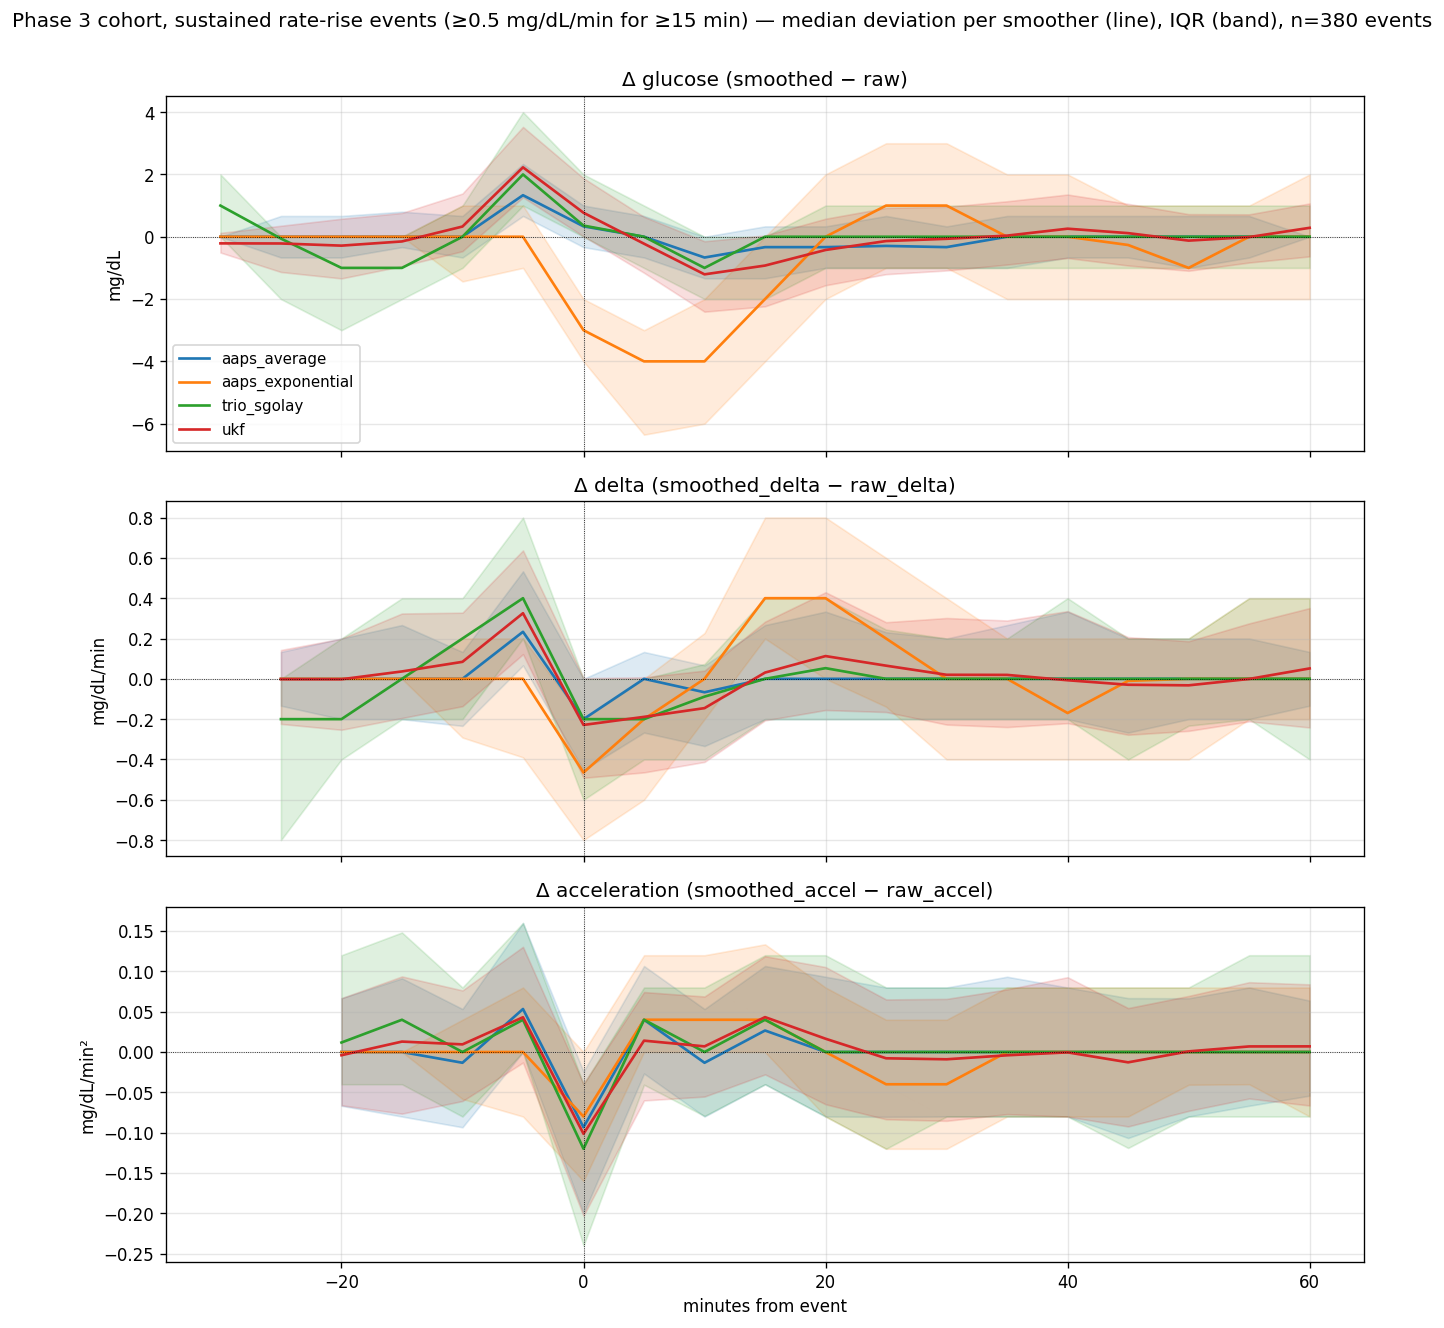 Phase 3 cohort, sustained rate-rise events (≥0.5 mg/dL/min for ≥15 min) — median deviation per smoother (line), IQR (band), n=380 events
Δ glucose (smoothed − raw)
4
2
0
−2
−4
−6
mg/dL
aaps_average
aaps_exponential
trio_sgolay
ukf
Δ delta (smoothed_delta − raw_delta)
0.8
0.6
0.4
0.2
0.0
−0.2
−0.4
−0.6
−0.8
mg/dL/min
Δ acceleration (smoothed_accel − raw_accel)
0.15
0.10
0.05
0.00
−0.05
−0.10
−0.15
−0.20
−0.25
mg/dL/min²
−20 0 20 40 60
minutes from event